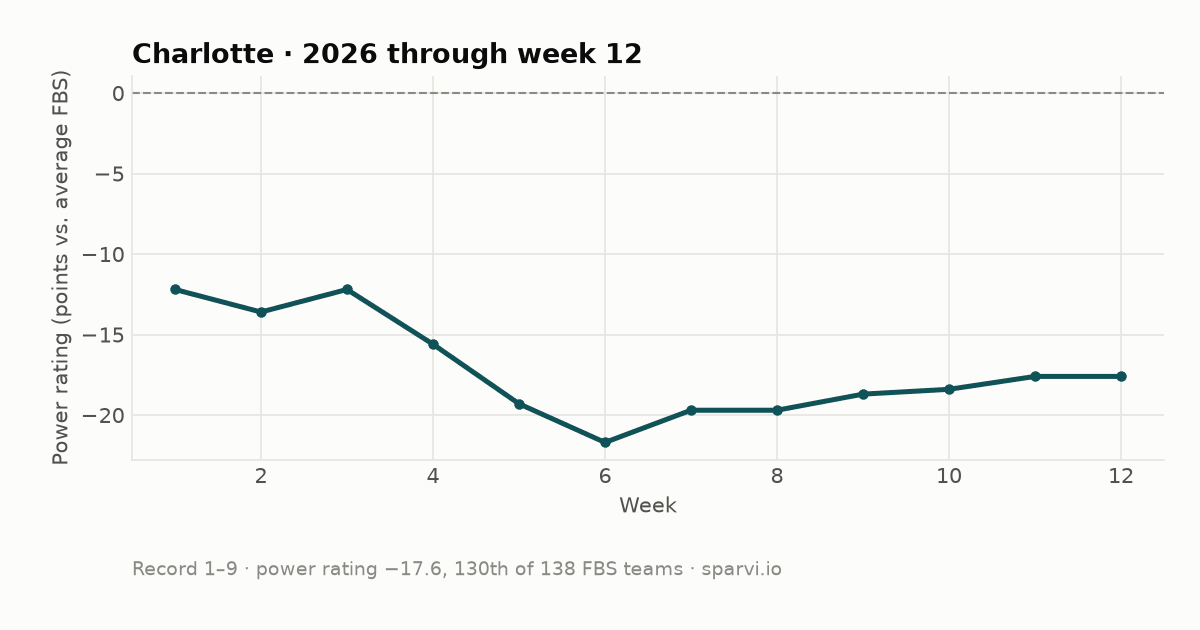 Charlotte · 2026 through week 12
Power rating (points vs. average FBS)
0
−5
−10
−15
−20
2 4 6 8 10 12
Week
Record 1–9 · power rating −17.6, 130th of 138 FBS teams · sparvi.io